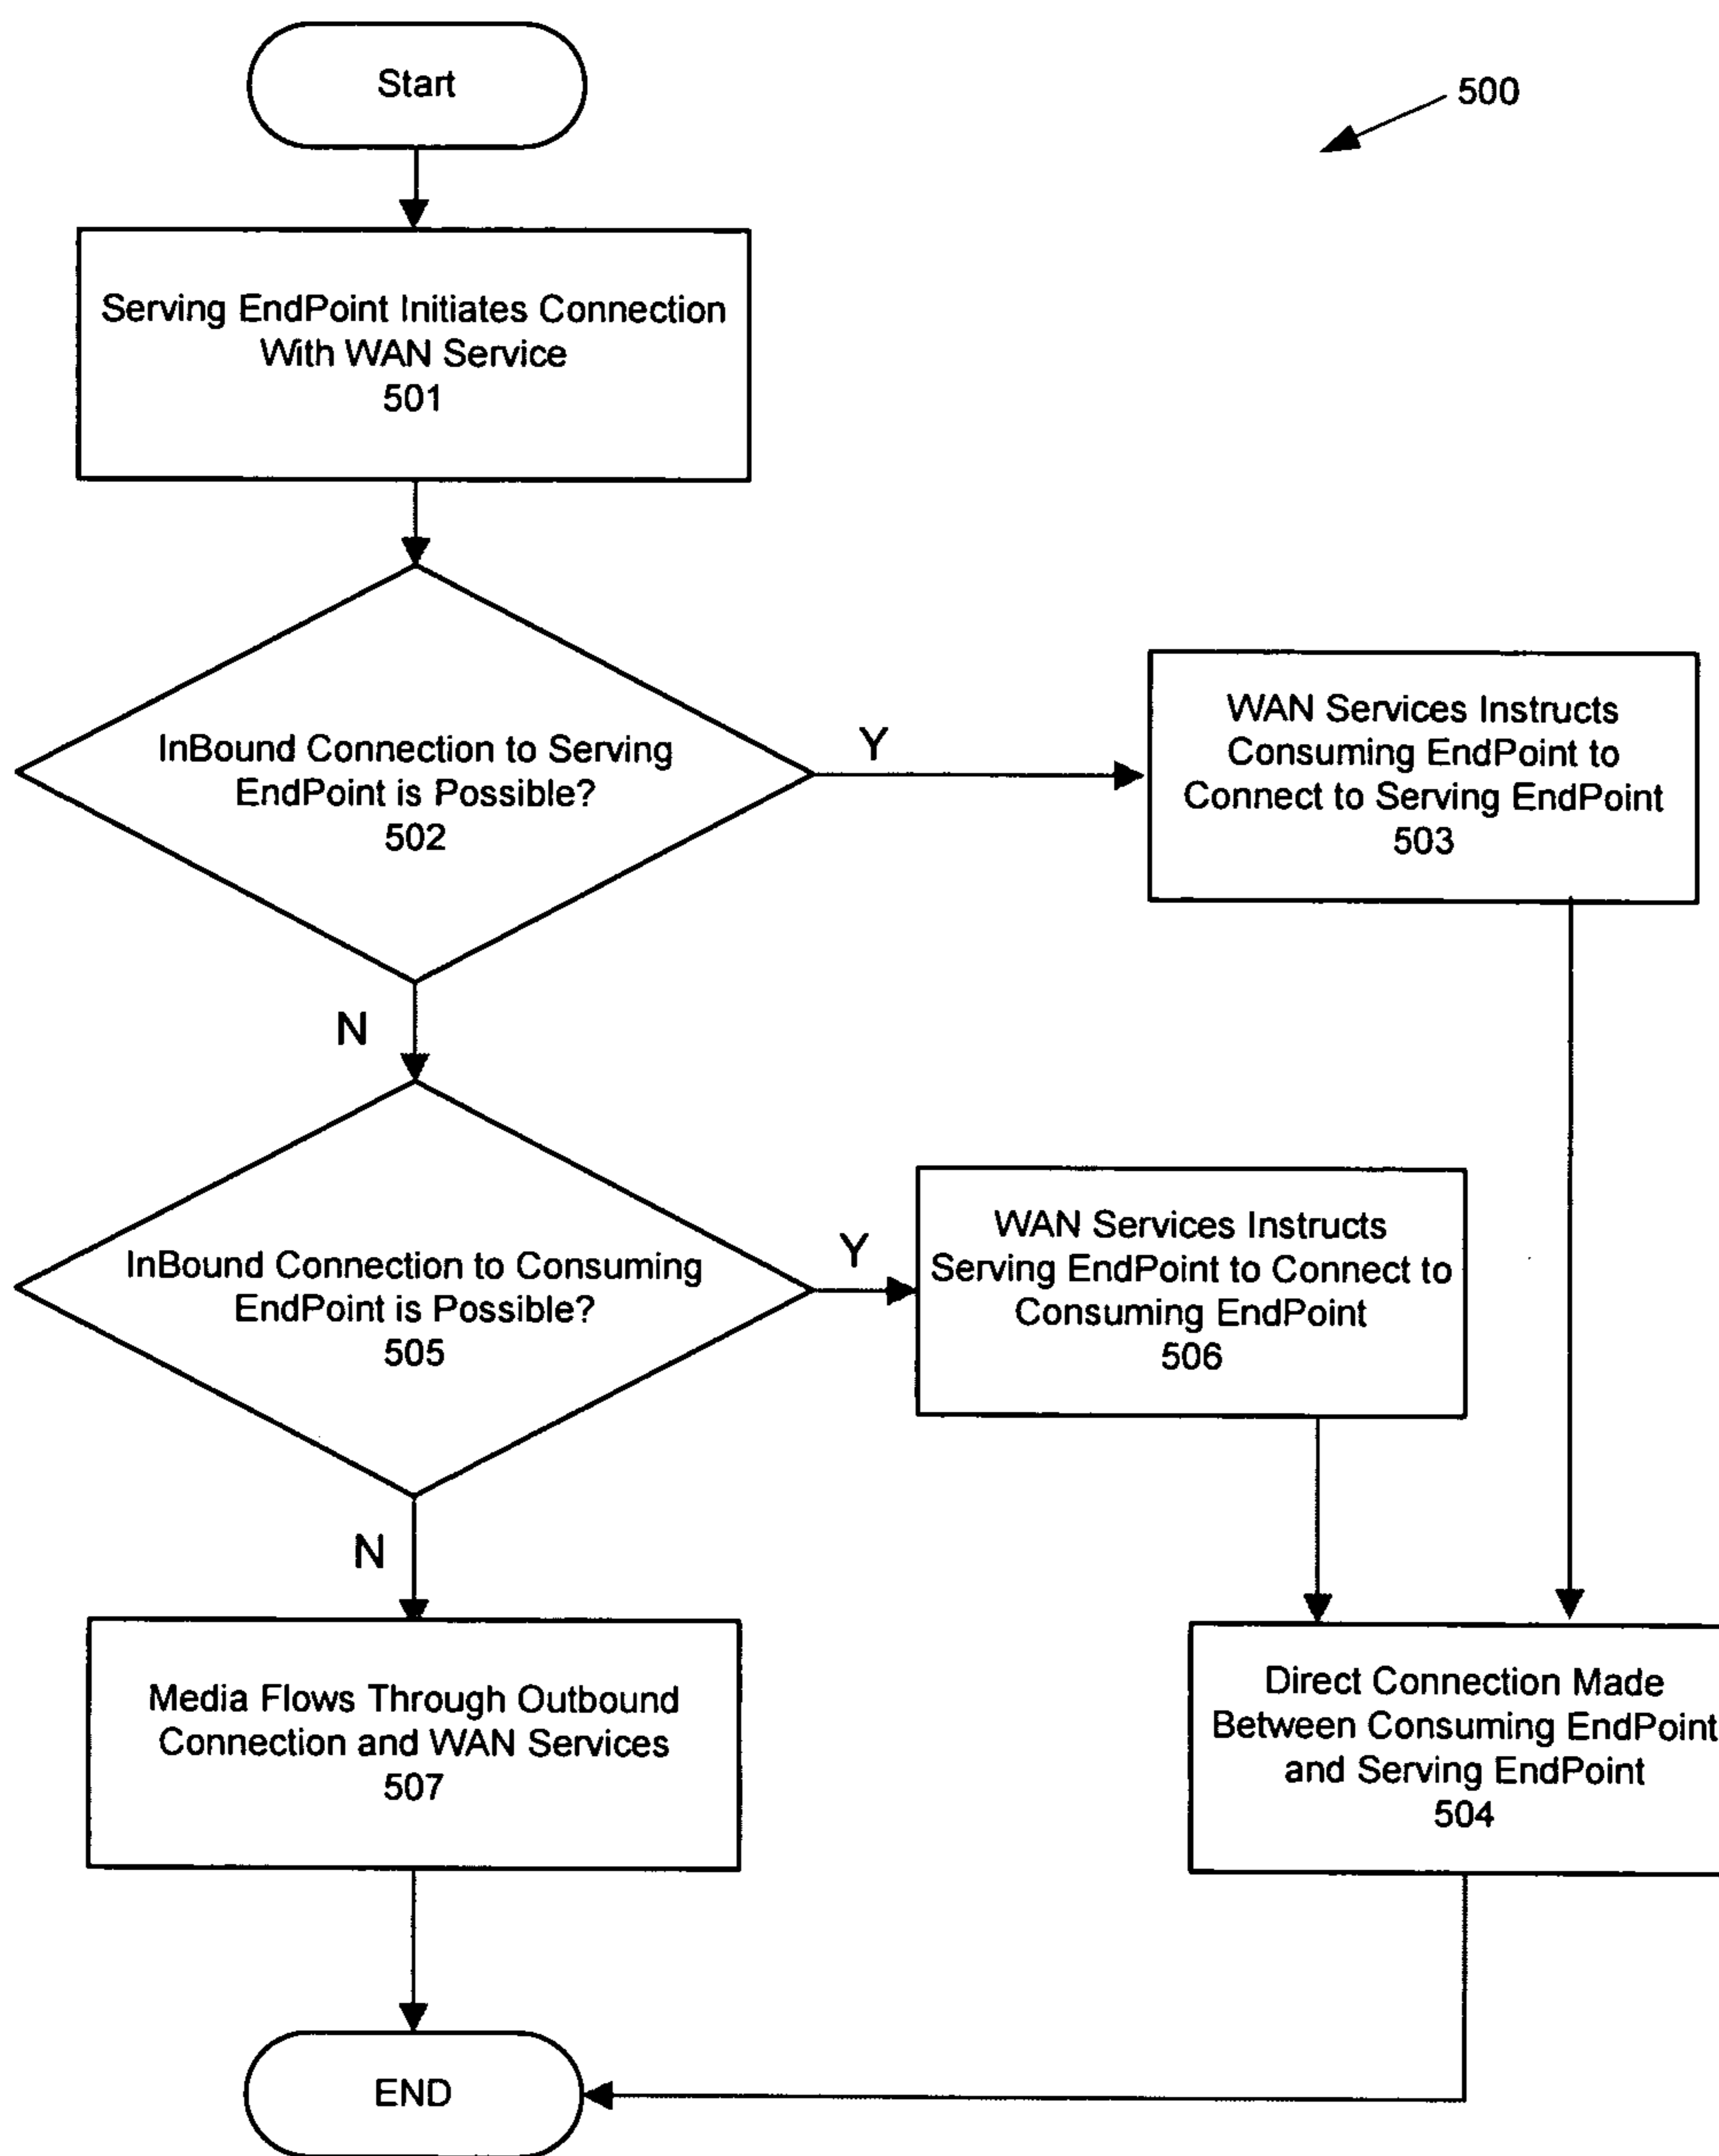 Start
500
Serving EndPoint Initiates Connection
With WAN Service
501
InBound Connection to Serving
EndPoint is Possible?
502
Y
WAN Services Instructs
Consuming EndPoint to
Connect to Serving EndPoint
503
N
InBound Connection to Consuming
EndPoint is Possible?
505
Y
WAN Services Instructs
Serving EndPoint to Connect to
Consuming EndPoint
506
N
Media Flows Through Outbound
Connection and WAN Services
507
Direct Connection Made
Between Consuming EndPoint
and Serving EndPoint
504
END